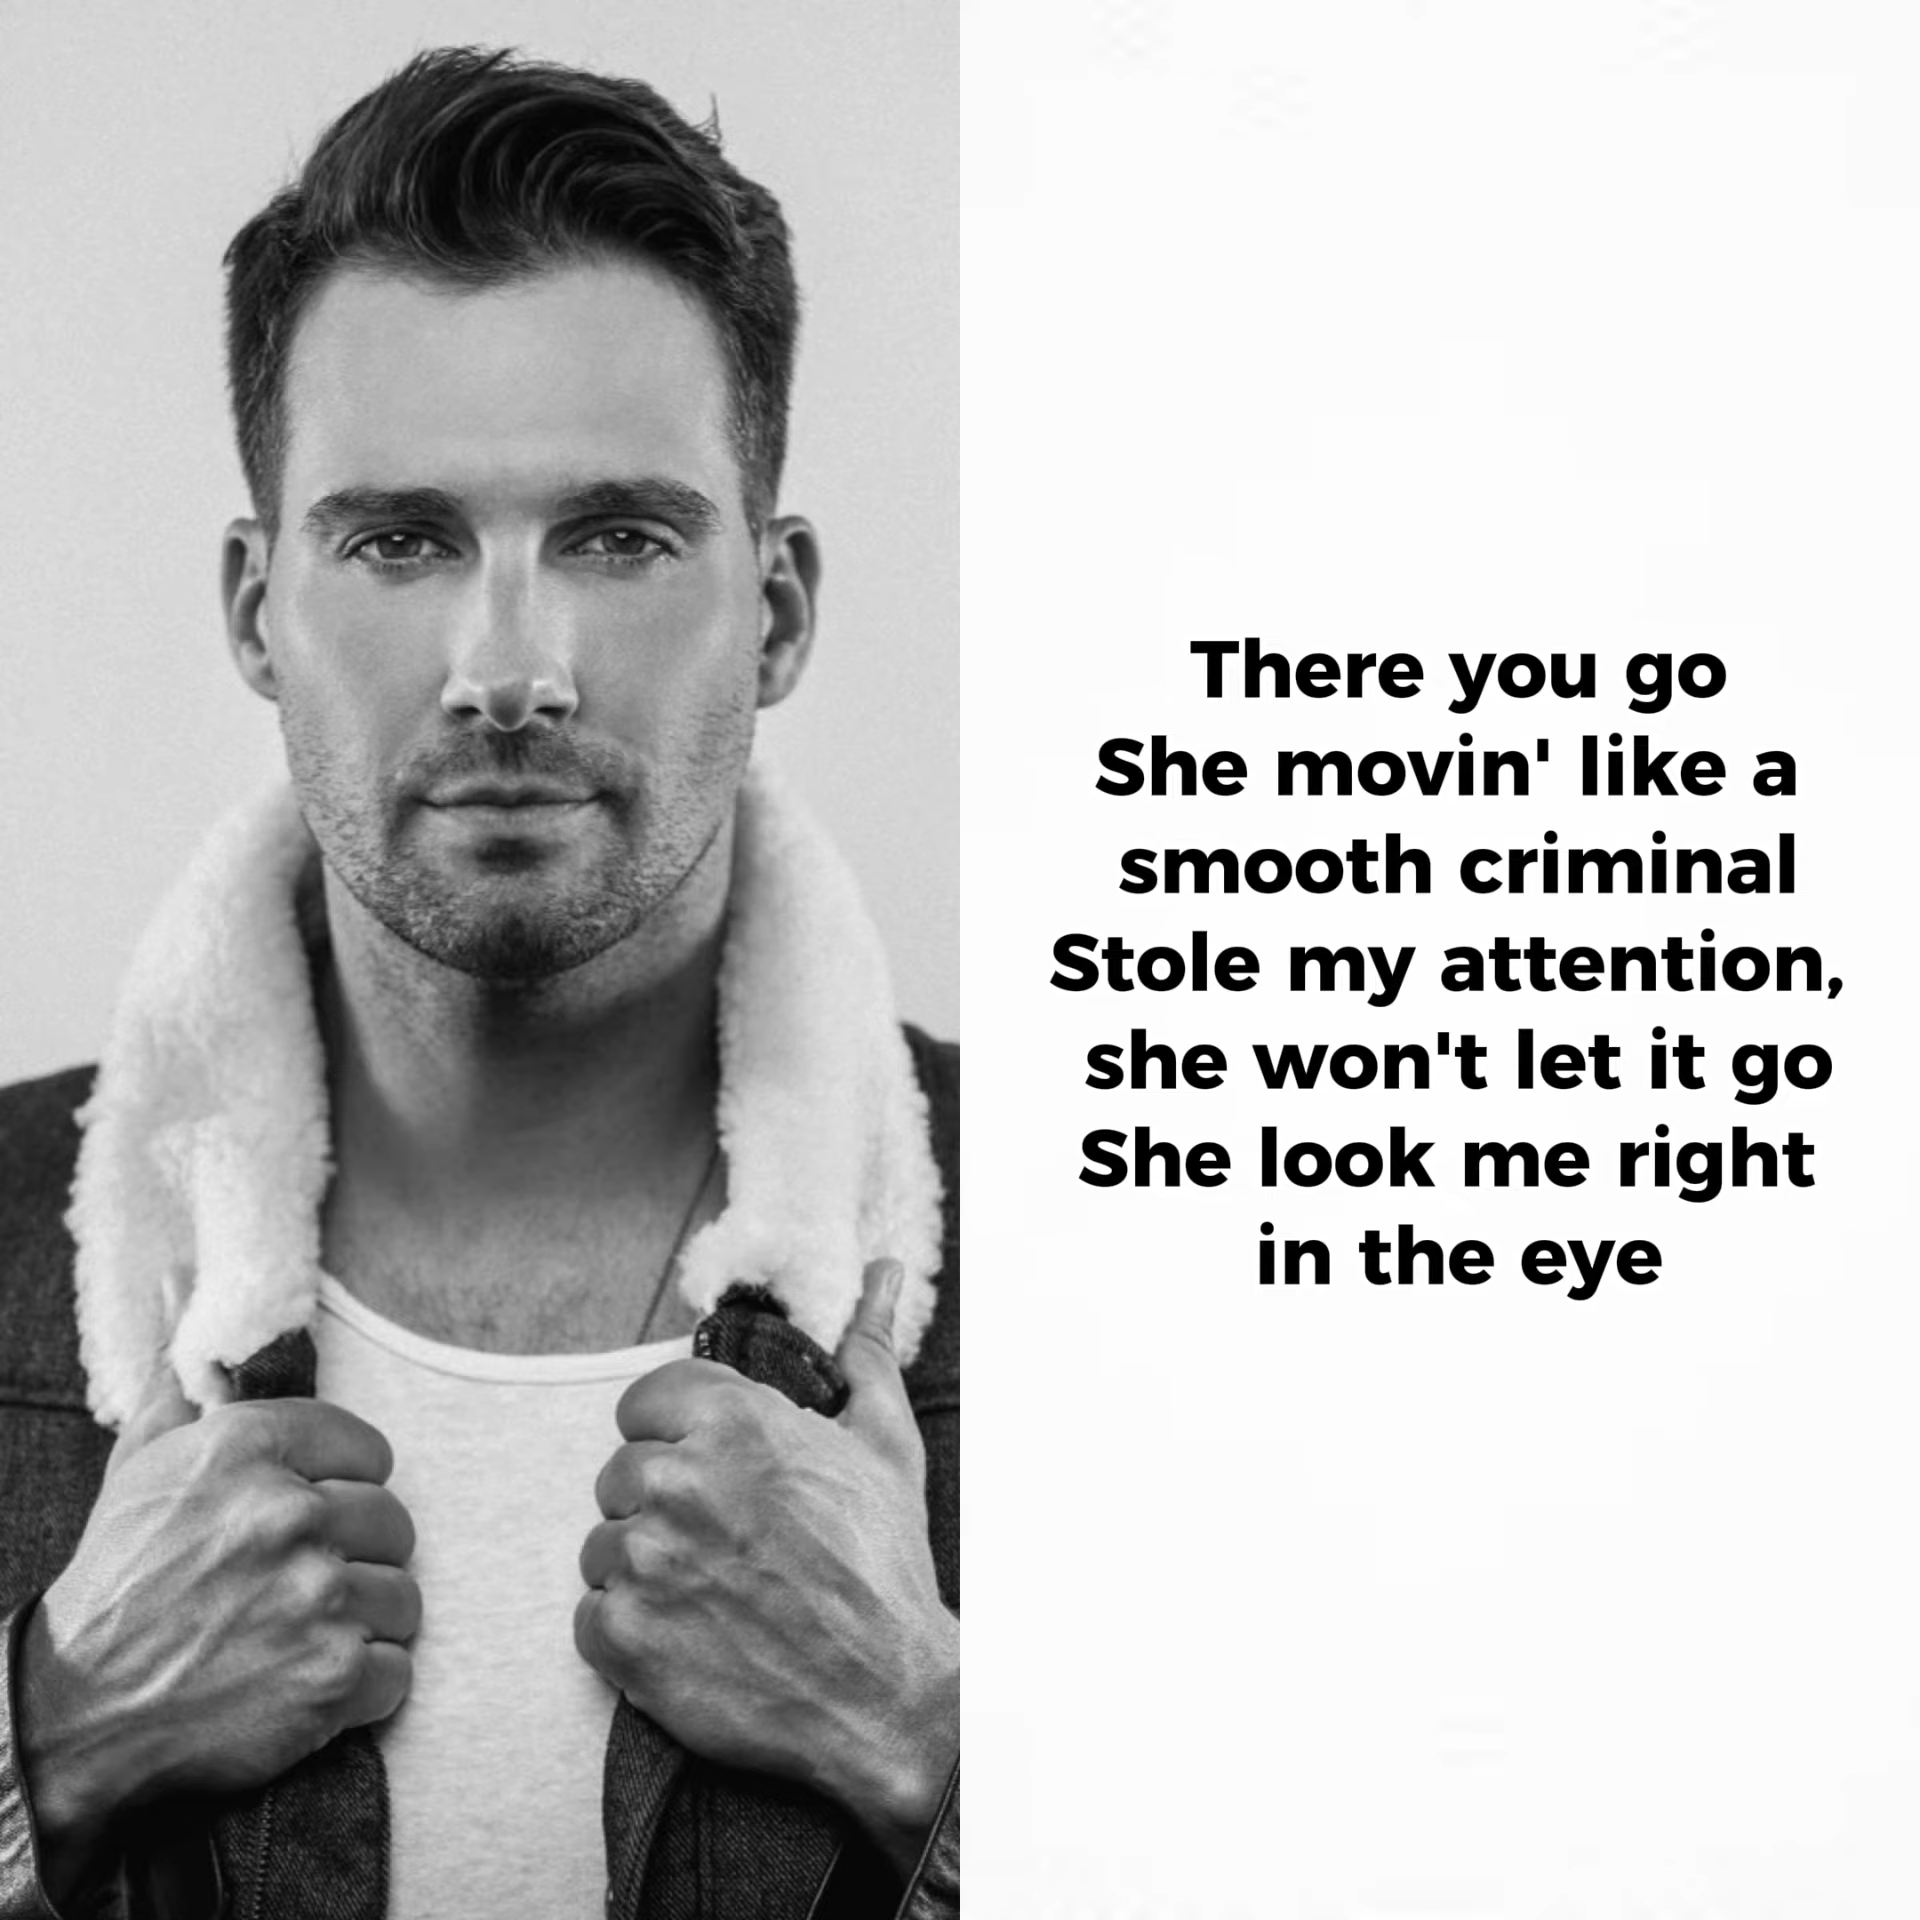 There you go
She movin' like a
smooth criminal
Stole my attention,
she won't let it go
She look me right
in the eye